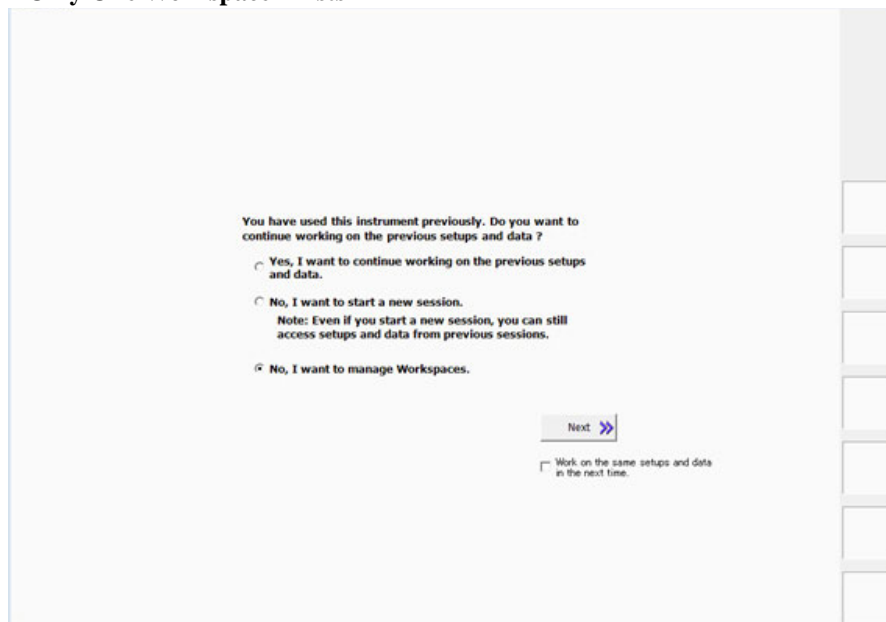 You have used this instrument previously. Do you want to
continue working on the previous setups and data ?
Yes, I want to continue working on the previous setups
and data.
No, I want to start a new session.
Note: Even if you start a new session, you can still
access setups and data from previous sessions.
No, I want to manage Workspaces.
Next
Work on the same setups and data
in the next time.